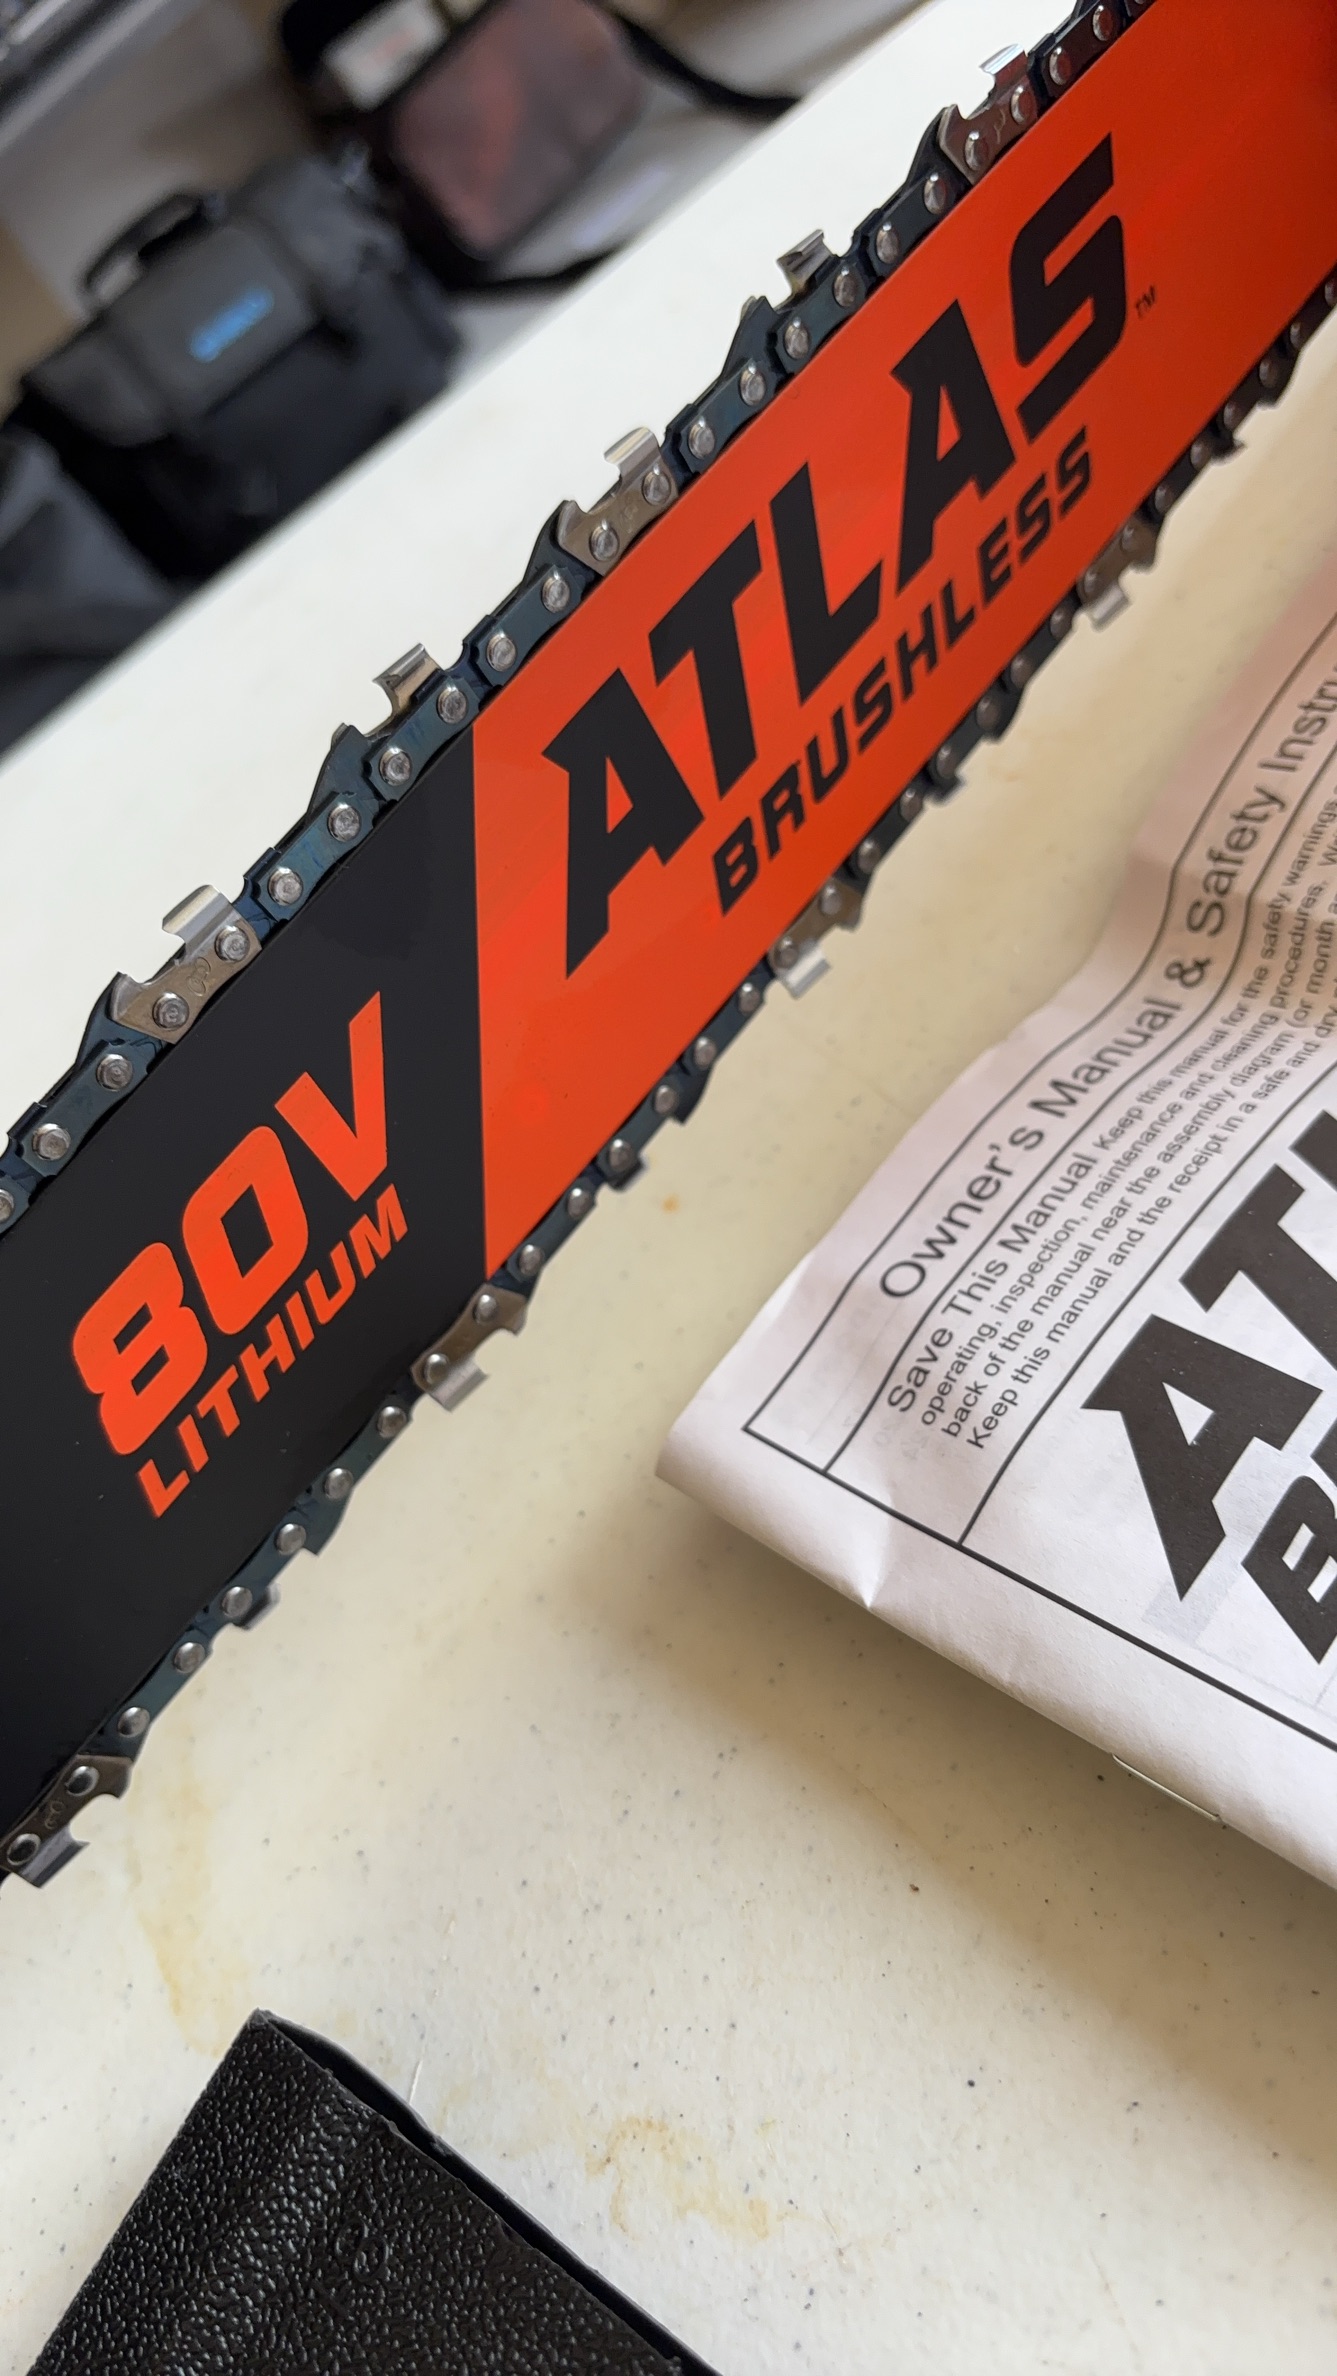 ATLAS™
BRUSHLESS
80V
LITHIUM
Owner's Manual & Safety
Save This Manual Keep this manual for the safety warnings
operating, inspection, maintenance and cleaning procedures.
back of the manual near the assembly diagram (or month
Keep this manual and the receipt in a safe and dry